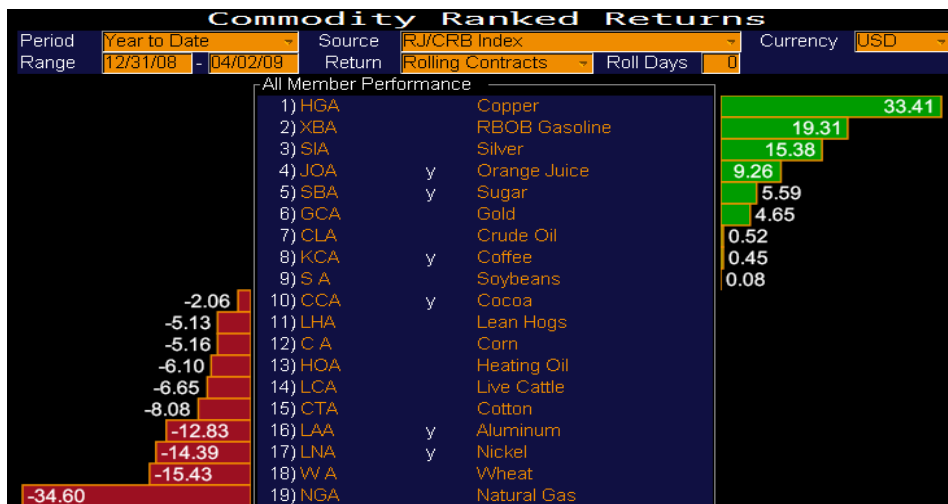 Commodity Ranked Returns
Period Year to Date Source RJ/CRB Index Currency USD
Range 12/31/08 - 04/02/09 Return Rolling Contracts Roll Days 0
All Member Performance
1) HGA Copper 33.41
2) XBA RBOB Gasoline 19.31
3) SIA Silver 15.38
4) JOA y Orange Juice 9.26
5) SBA y Sugar 5.59
6) GCA Gold 4.65
7) CLA Crude Oil 0.52
8) KCA y Coffee 0.45
9) S A Soybeans 0.08
-2.06 10) CCA y Cocoa
-5.13 11) LHA Lean Hogs
-5.16 12) C A Corn
-6.10 13) HOA Heating Oil
-6.65 14) LCA Live Cattle
-8.08 15) CTA Cotton
-12.83 16) LAA y Aluminum
-14.39 17) LNA y Nickel
-15.43 18) W A Wheat
-34.60 19) NGA Natural Gas